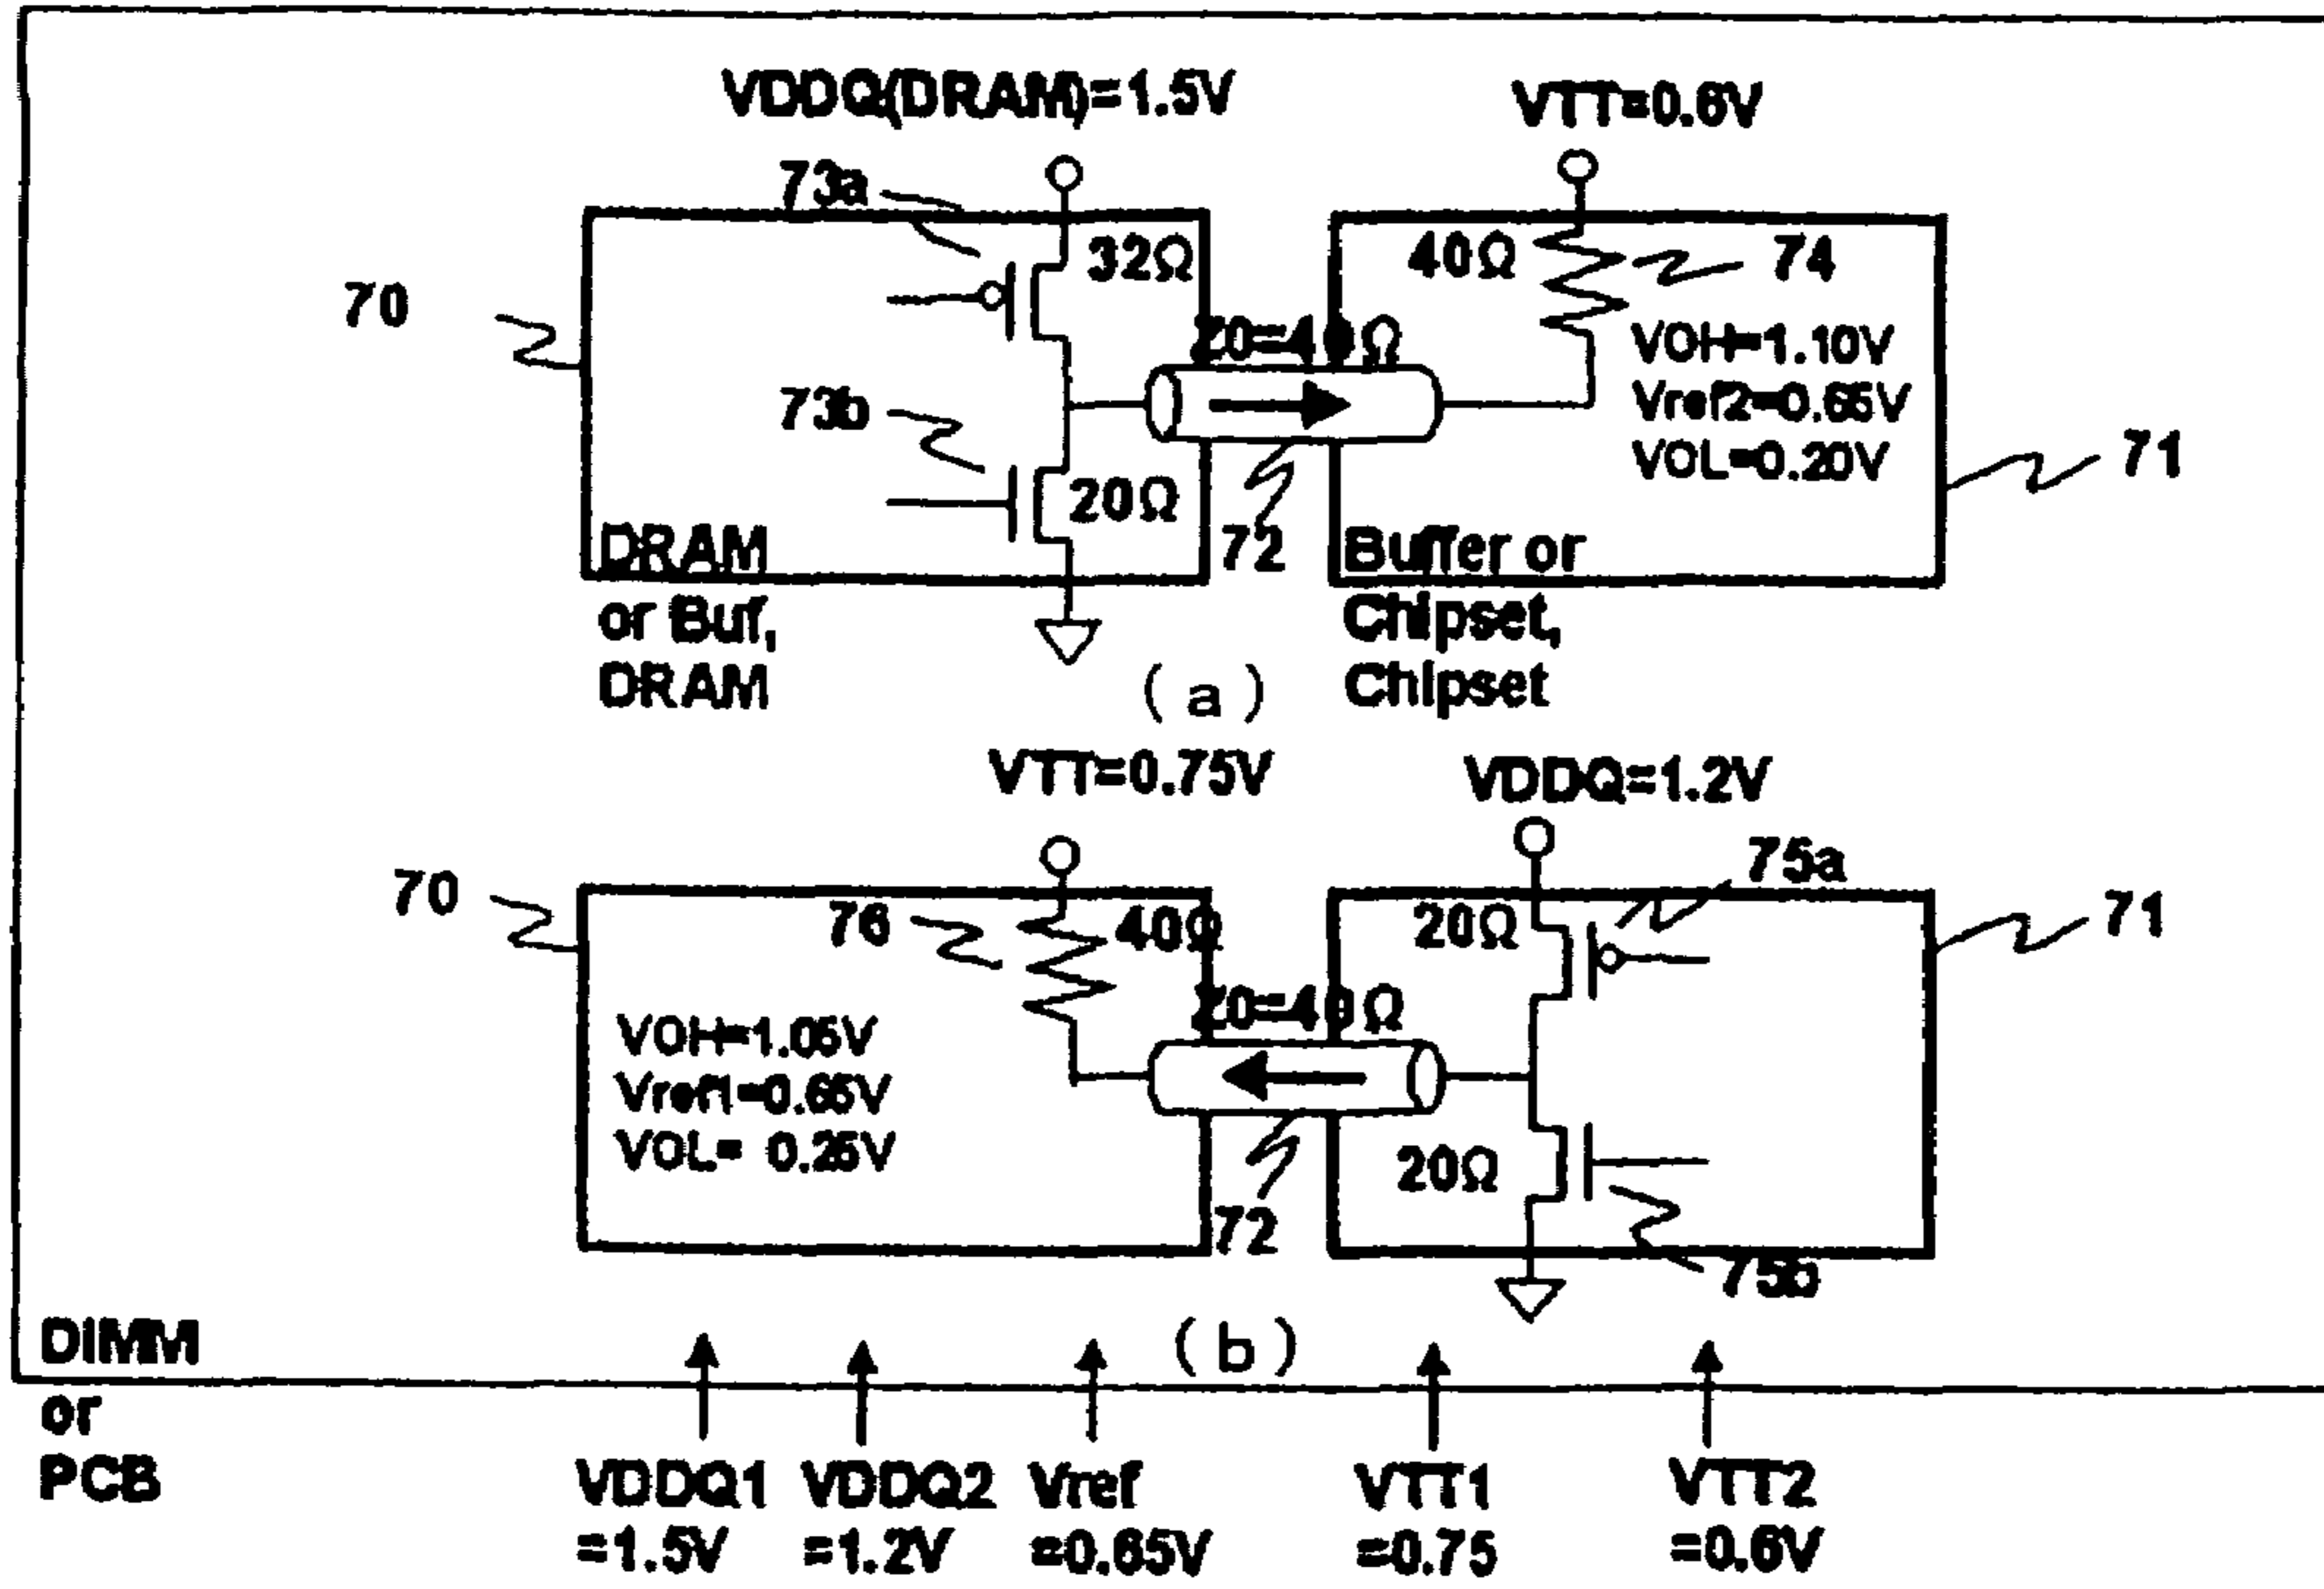 VDDQ(DRAM)=1.5V
VTT=0.6V
73a
32Ω
40Ω
74
70
Z0=40Ω
VOH=1.10V
Vref2=0.65V
VOL=0.20V
73b
71
20Ω
72
DRAM
or Buf,
DRAM
Buffer or
Chipset,
Chipset
(a)
VTT=0.75V
VDDQ=1.2V
75a
70
76
40Ω
20Ω
71
Z0=40Ω
VOH=1.05V
Vref1=0.65V
VOL= 0.25V
20Ω
72
75b
(b)
DIMM
or
PCB
VDDQ1
=1.5V
VDDQ2
=1.2V
Vref
=0.65V
VTT1
=0.75
VTT2
=0.6V